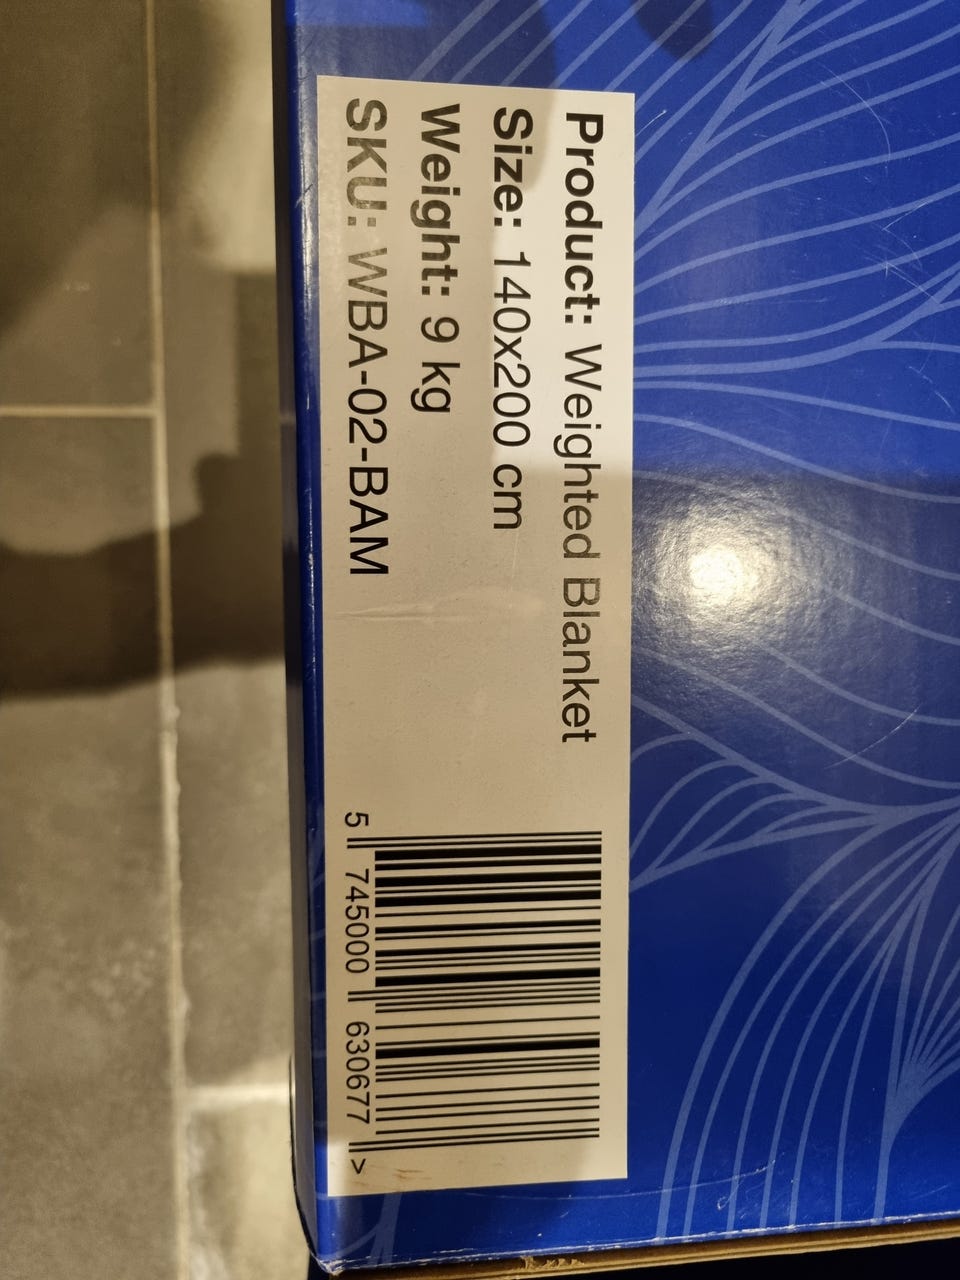 Product: Weighted Blanket
Size: 140x200 cm
Weight: 9 kg
SKU: WBA-02-BAM
5 745000 630677 >